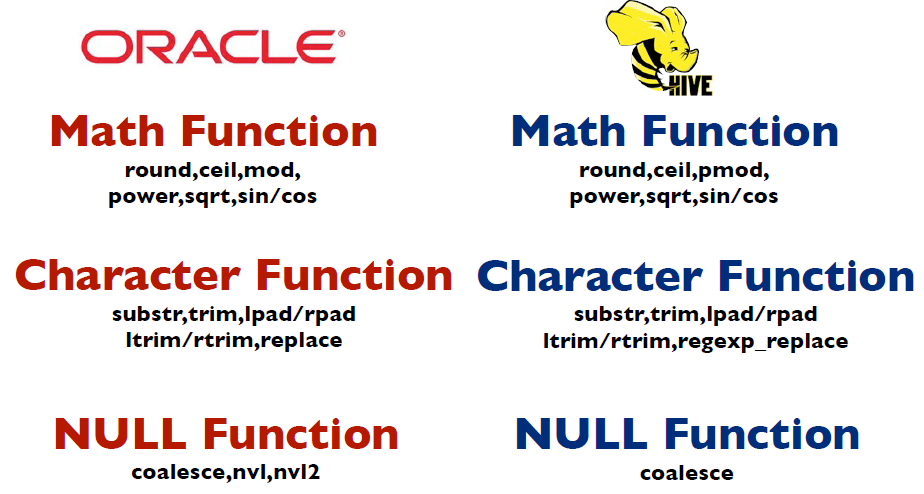 ORACLE®
HIVE
Math Function
round,ceil,mod,
power,sqrt,sin/cos
Math Function
round,ceil,pmod,
power,sqrt,sin/cos
Character Function
substr,trim,lpad/rpad
ltrim/rtrim,replace
Character Function
substr,trim,lpad/rpad
ltrim/rtrim,regexp_replace
NULL Function
coalesce,nvl,nvl2
NULL Function
coalesce